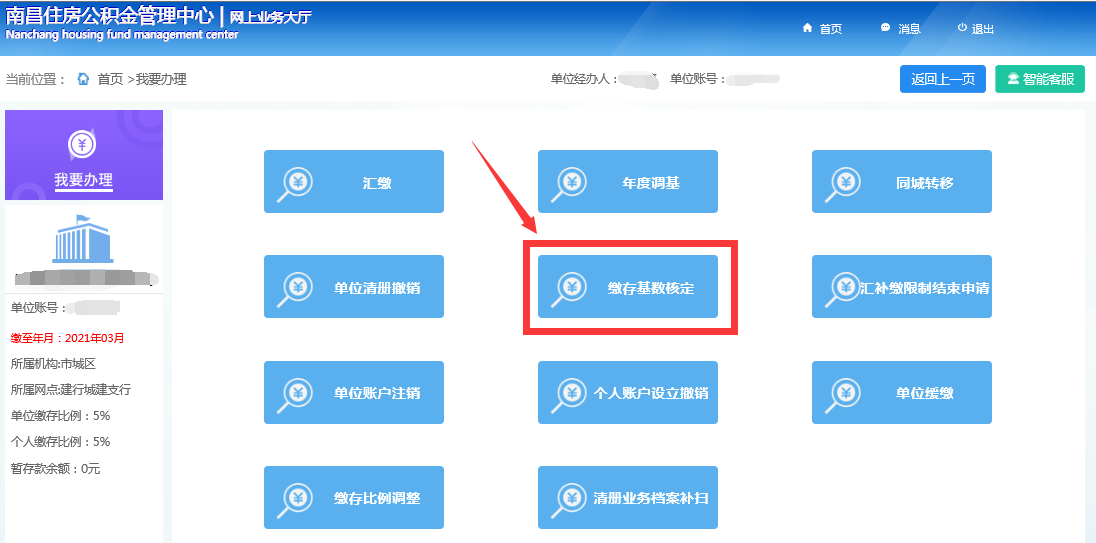 南昌住房公积金管理中心 | 网上业务大厅
Nanchang housing fund management center
首页 消息 退出
当前位置： 首页 >我要办理 单位经办人： 单位账号： 返回上一页 智能客服
我要办理
单位账号：
缴至年月：2021年03月
所属机构:市城区
所属网点:建行城建支行
单位缴存比例：5%
个人缴存比例：5%
暂存款余额：0元
汇缴 年度调基 同城转移
单位清册撤销 缴存基数核定 汇补缴限制结束申请
单位账户注销 个人账户设立撤销 单位缓缴
缴存比例调整 清册业务档案补扫